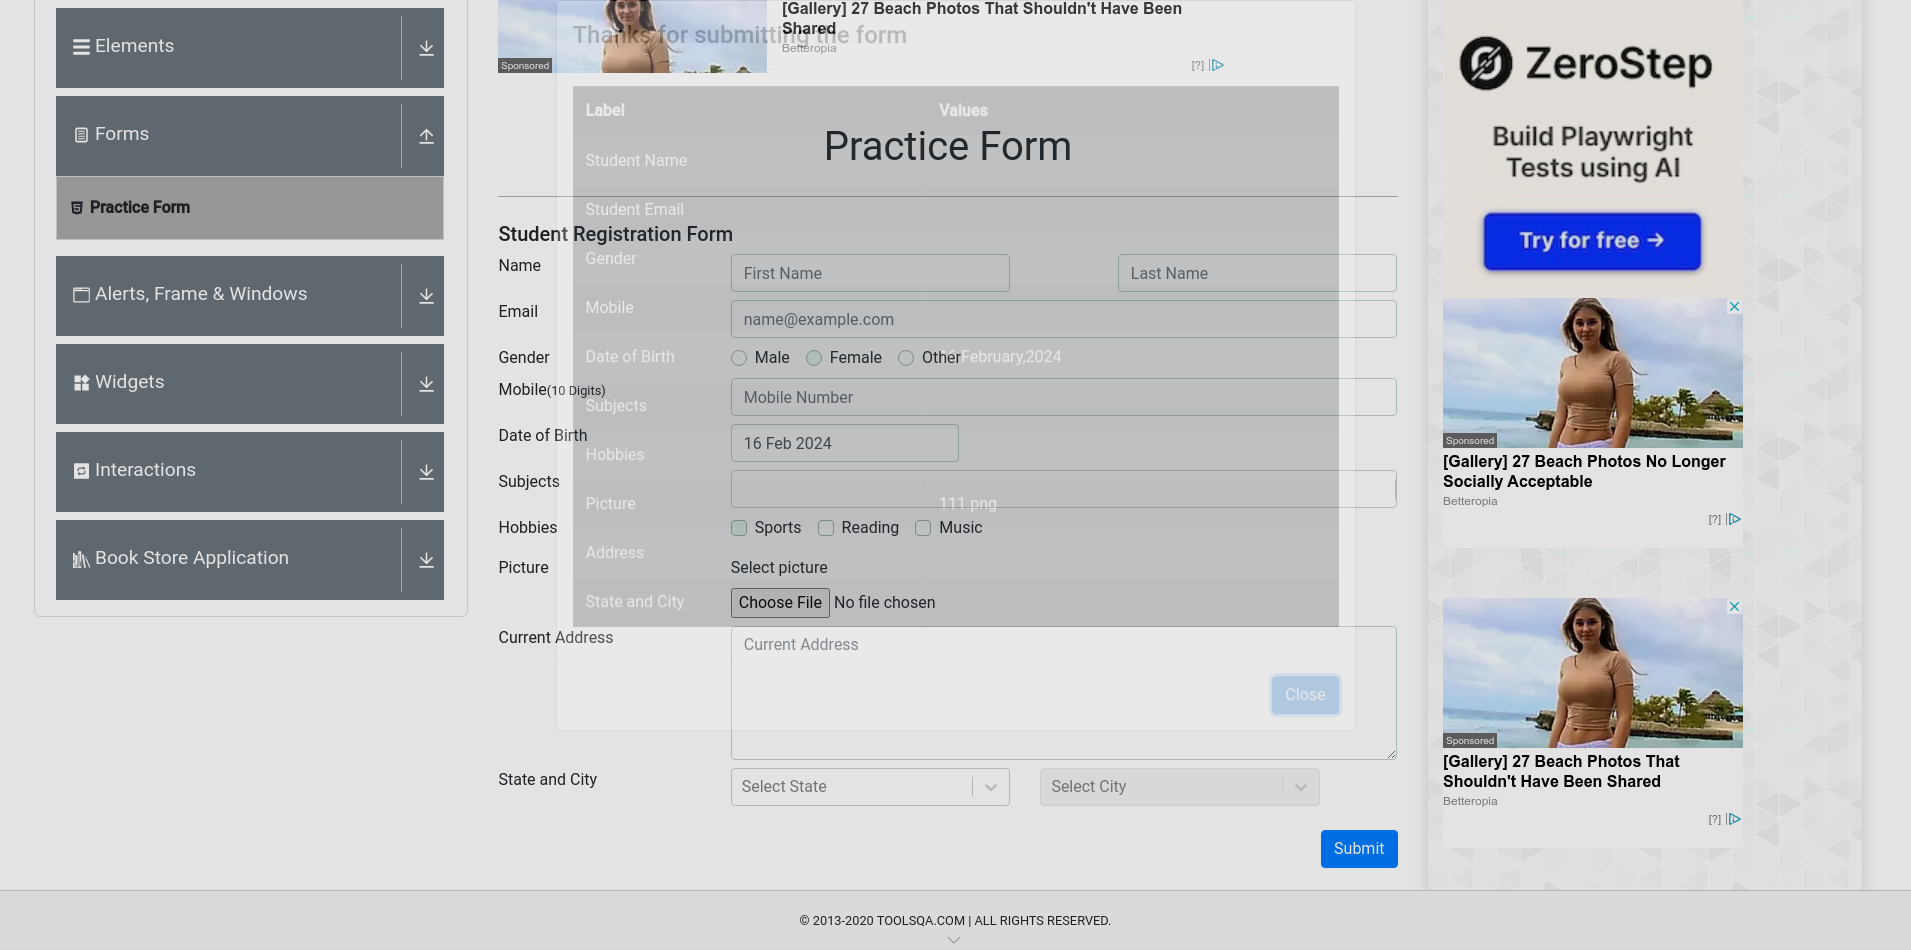 Elements
Forms
Practice Form
Alerts, Frame & Windows
Widgets
Interactions
Book Store Application
[Gallery] 27 Beach Photos That Shouldn't Have Been
Shared
Betteropia
Sponsored
[?]
Thanks for submitting the form
Label Values
Practice Form
Student Name
Student Email
Student Registration Form
Gender
Name First Name Last Name
Mobile
Email name@example.com
Date of Birth February,2024
Gender Male Female Other
Mobile(10 Digits) Mobile Number
Subjects
Date of Birth 16 Feb 2024
Hobbies
Subjects
Picture 111.png
Hobbies Sports Reading Music
Address
Picture Select picture
State and City
Choose File No file chosen
Current Address Current Address
Close
State and City Select State Select City
Submit
ZeroStep
Build Playwright
Tests using AI
Try for free →
Sponsored
[Gallery] 27 Beach Photos No Longer
Socially Acceptable
Betteropia
[?]
Sponsored
[Gallery] 27 Beach Photos That
Shouldn't Have Been Shared
Betteropia
[?]
© 2013-2020 TOOLSQA.COM | ALL RIGHTS RESERVED.